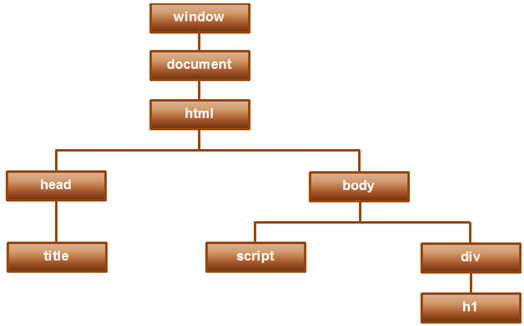 window
document
html
head
body
title
script
div
h1